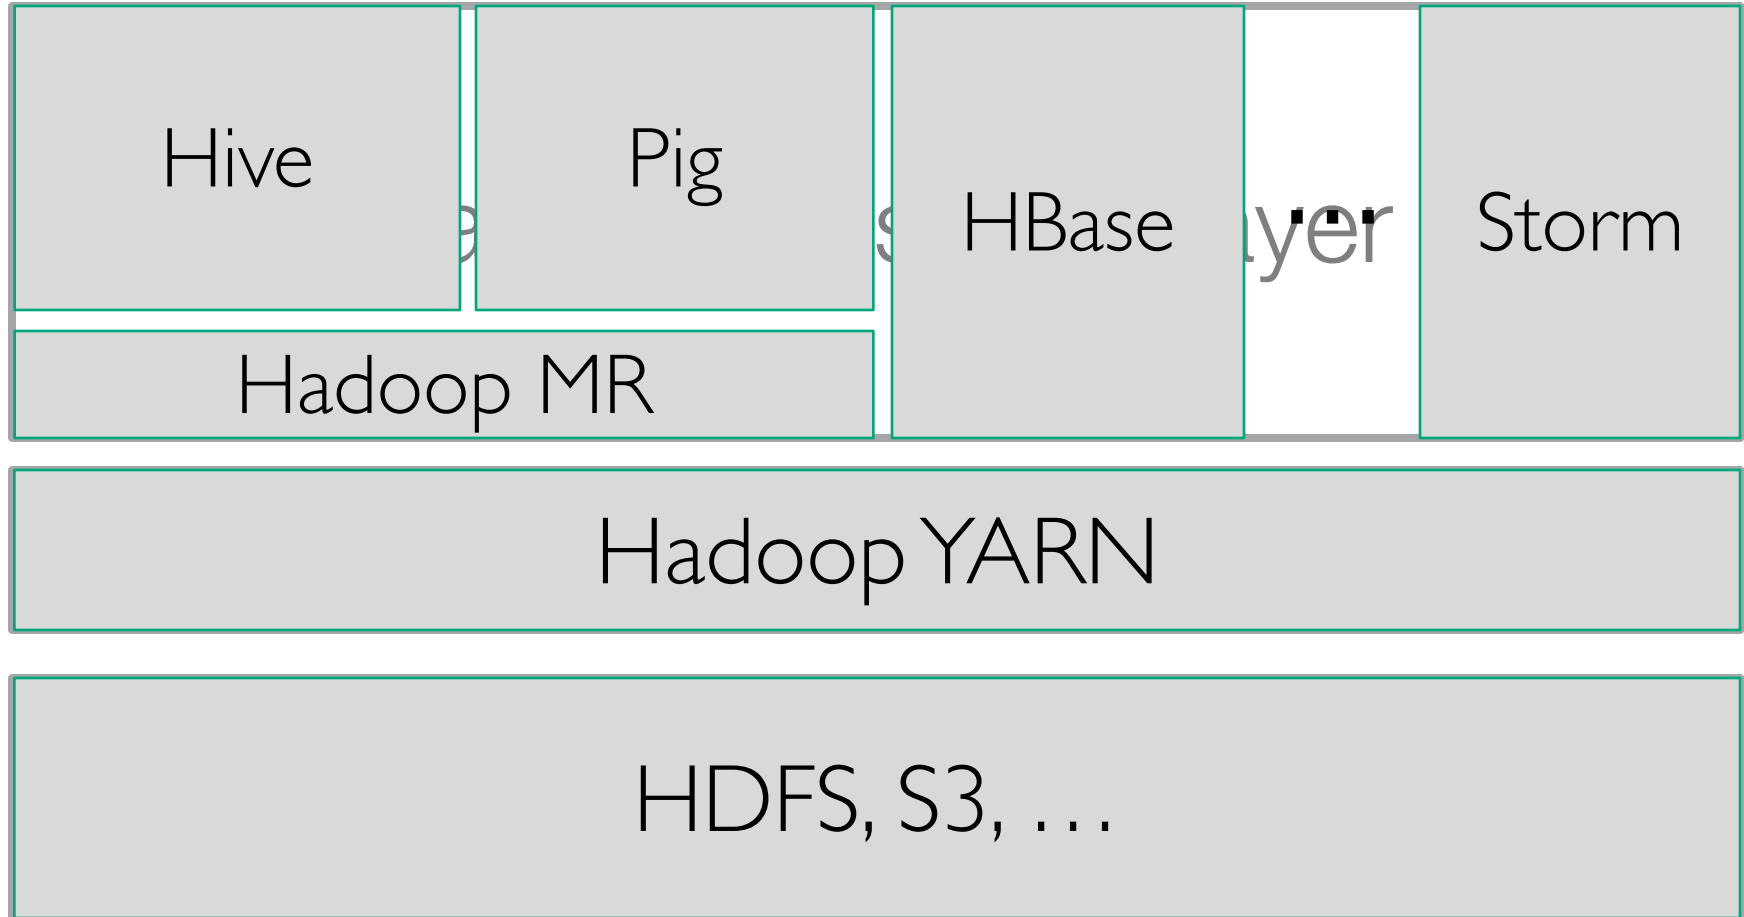 Hive
Pig
HBase
...
Storm
Hadoop MR
Hadoop YARN
HDFS, S3, ...